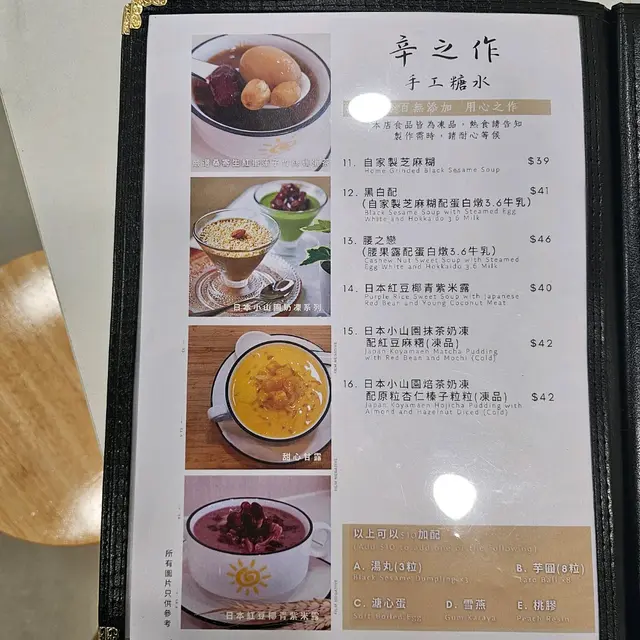 辛之作
手工糖水
百無添加 用心之作
本店食品皆為凍品，熱食請告知
製作需時，請耐心等候
11. 自家製芝麻糊 $39
Home Grinded Black Sesame Soup
12. 黑白配 $41
(自家製芝麻糊配蛋白燉3.6牛乳)
Black Sesame Soup with Steamed Egg
White and Hokkaido 3.6 Milk
13. 腰之戀 $46
(腰果露配蛋白燉3.6牛乳)
Cashew Nut Sweet Soup with Steamed
Egg White and Hokkaido 3.6 Milk
14. 日本紅豆椰青紫米露 $40
Purple Rice Sweet Soup with Japanese
Red Bean and Young Coconut Meat
15. 日本小山園抹茶奶凍
配紅豆麻糬(凍品) $42
Japan Koyamaen Matcha Pudding
with Red Bean and Mochi (Cold)
16. 日本小山園焙茶奶凍
配原粒杏仁榛子粒粒(凍品) $42
Japan Koyamaen Hojicha Pudding with
Almond and Hazelnut Diced (Cold)
以上可以$10加配
A. 湯丸(3粒)
Black Sesame Dumpling x3
B. 芋圓(8粒)
Taro Ball x8
C. 溏心蛋
Soft Boiled Egg
D. 雪燕
Gum Karaya
E. 桃膠
Peach Resin
日本小山園奶凍系列
甜心甘露
日本紅豆椰青紫米露
所有圖片只供參考